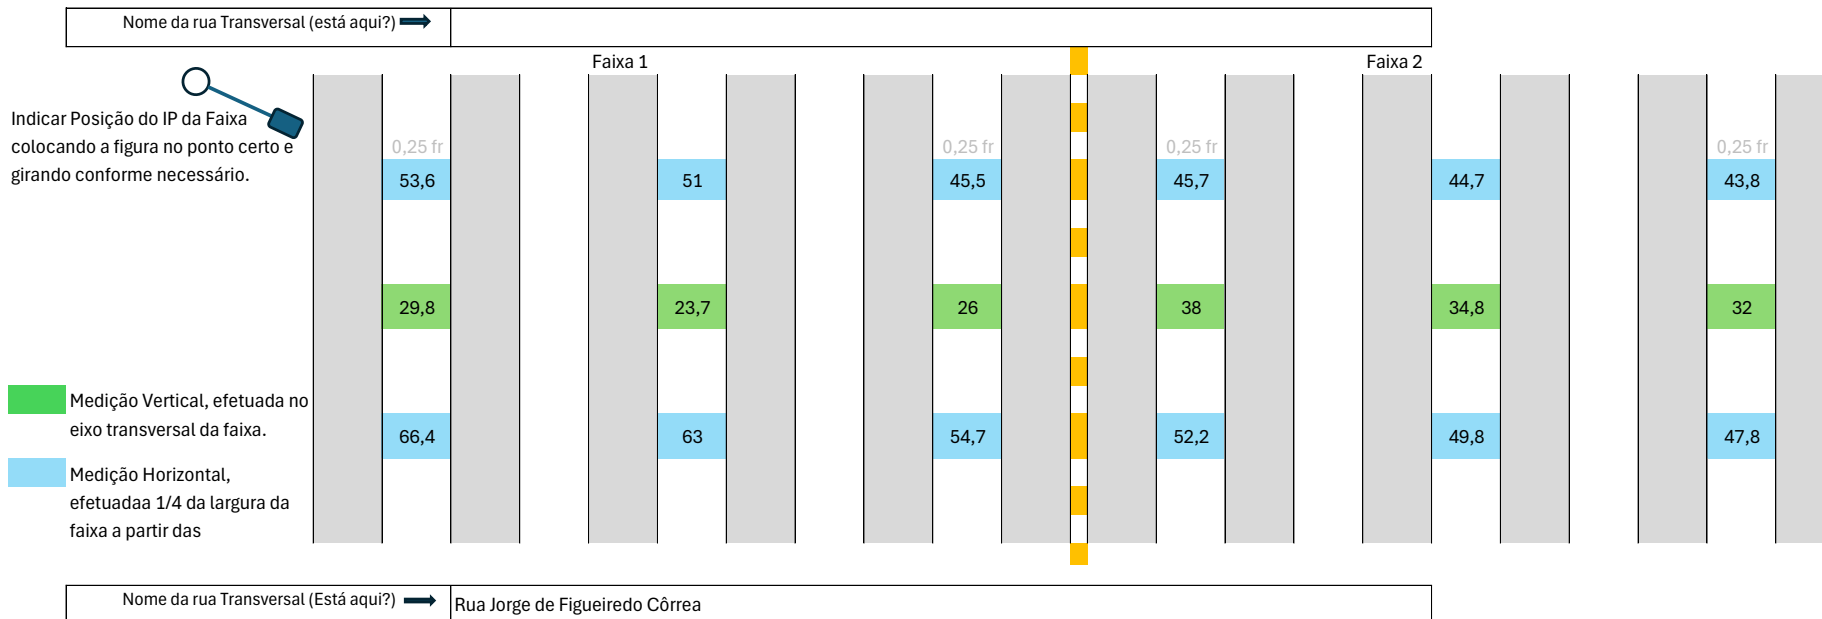 Nome da rua Transversal (está aqui?)
Faixa 1
Faixa 2
Indicar Posição do IP da Faixa
colocando a figura no ponto certo e
girando conforme necessário.
0,25 fr
0,25 fr
0,25 fr
0,25 fr
53,6
51
45,5
45,7
44,7
43,8
29,8
23,7
26
38
34,8
32
Medição Vertical, efetuada no
eixo transversal da faixa.
66,4
63
54,7
52,2
49,8
47,8
Medição Horizontal,
efetuadaa 1/4 da largura da
faixa a partir das
Nome da rua Transversal (Está aqui?)
Rua Jorge de Figueiredo Côrrea